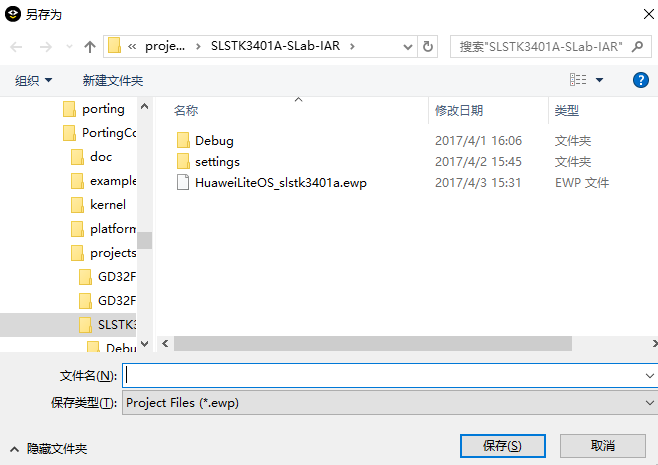 另存为
« proje... › SLSTK3401A-SLab-IAR ›
搜索"SLSTK3401A-SLab-IAR"
组织 新建文件夹
名称 修改日期 类型
porting
PortingCo
doc
example
kernel
platform
projects
GD32F
GD32F
SLSTK3
Debu
Debug 2017/4/1 16:06 文件夹
settings 2017/4/2 15:45 文件夹
HuaweiLiteOS_slstk3401a.ewp 2017/4/3 15:31 EWP 文件
文件名(N):
保存类型(T): Project Files (*.ewp)
隐藏文件夹 保存(S) 取消